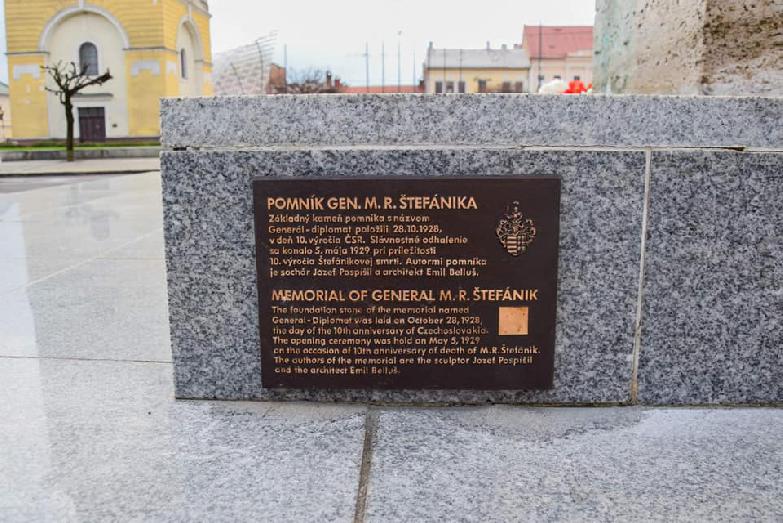 POMNÍK GEN. M. R. ŠTEFÁNIKA
Základný kameň pomníka s názvom
Generál-diplomat položili 28.10.1928,
v deň 10. výročia ČSR. Slávnostné odhalenie
sa konalo 5. mája 1929 pri príležitosti
10. výročia Štefánikovej smrti. Autormi pomníka
je sochár Jozef Pospíšil a architekt Emil Belluš.
MEMORIAL OF GENERAL M. R. ŠTEFÁNIK
The foundation stone of the memorial named
General-Diplomat was laid on October 28, 1928,
the day of the 10th anniversary of Czechoslovakia.
The opening ceremony was held on May 5, 1929
on the occasion of 10th anniversary of death of M.R. Štefánik.
The authors of the memorial are the sculptor Jozef Pospíšil
and the architect Emil Belluš.